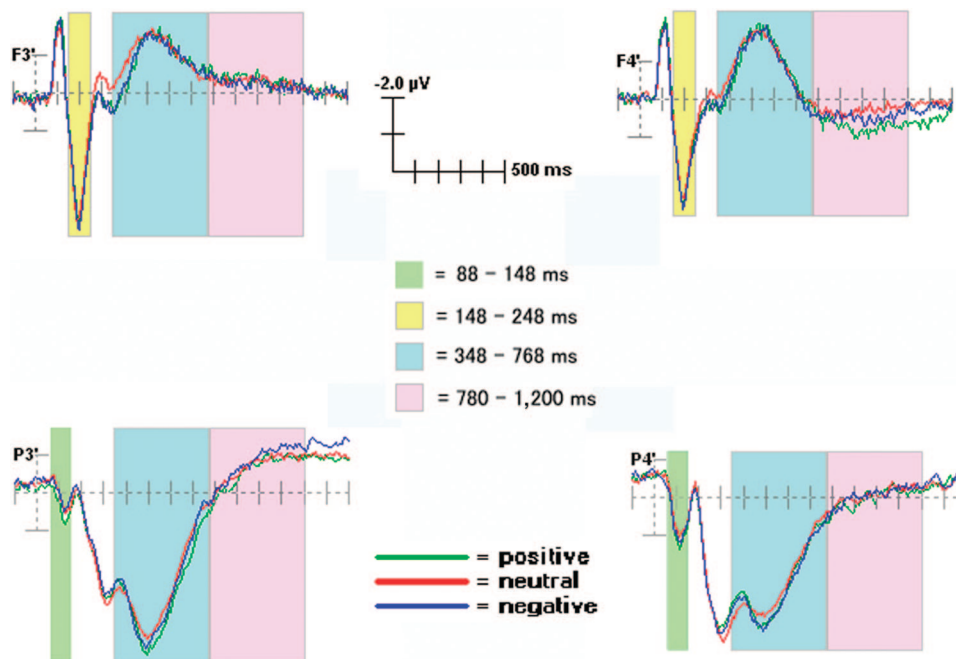 F3'
F4'
-2.0 µV
500 ms
= 88 – 148 ms
= 148 – 248 ms
= 348 – 768 ms
= 780 – 1,200 ms
P3'
P4'
= positive
= neutral
= negative